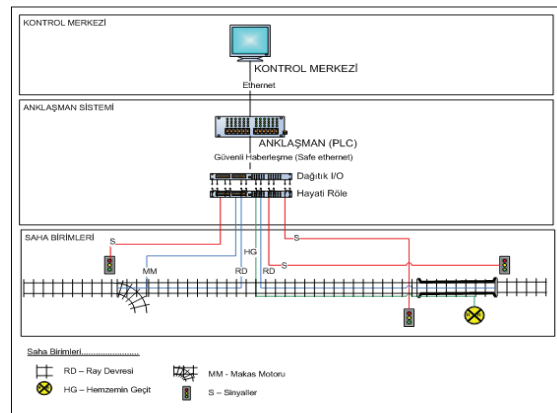 KONTROL MERKEZİ
KONTROL MERKEZİ
Ethernet
ANKLAŞMAN SİSTEMİ
ANKLAŞMAN (PLC)
Güvenli Haberleşme (Safe ethernet)
Dağıtık I/O
Hayati Röle
SAHA BİRİMLERİ
S
HG
S
MM
RD
RD
S
Saha Birimleri
RD – Ray Devresi
MM - Makas Motoru
HG – Hemzemin Geçit
S – Sinyaller